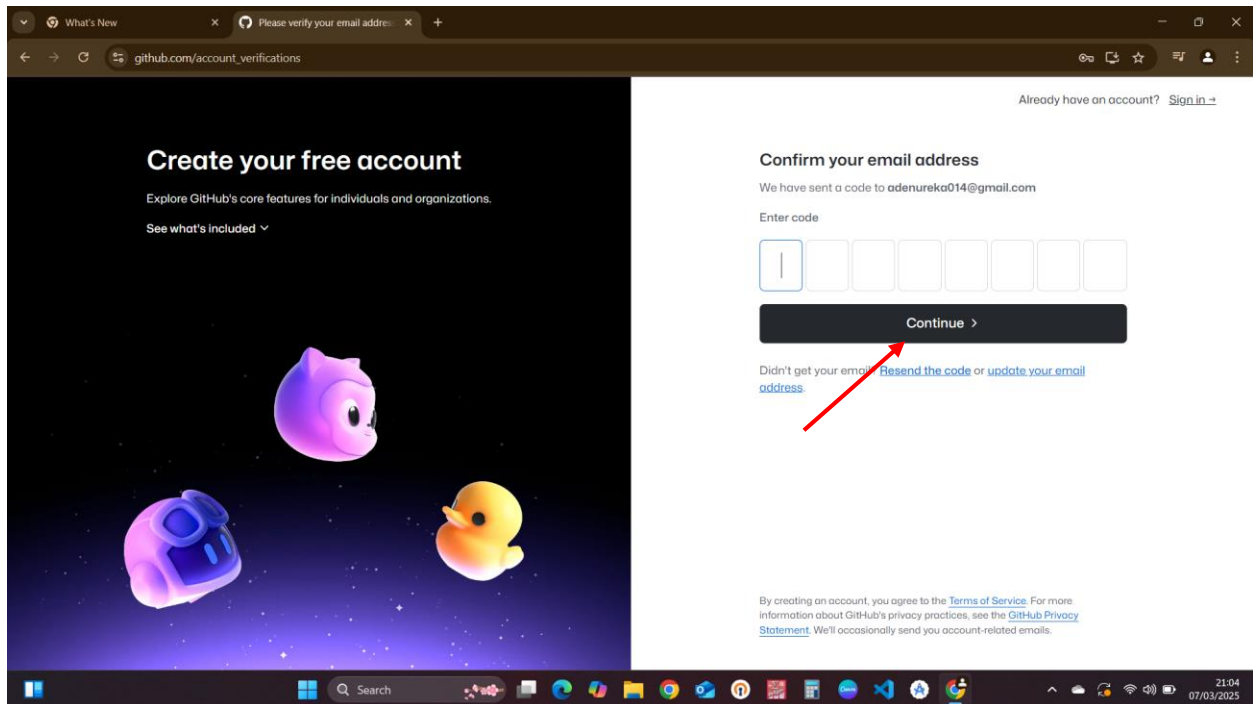 What's New
Please verify your email addres
github.com/account_verifications
Already have an account? Sign in →
Create your free account
Explore GitHub's core features for individuals and organizations.
See what's included
Confirm your email address
We have sent a code to adenureka014@gmail.com
Enter code
Continue
Didn't get your email? Resend the code or update your email
address.
By creating an account, you agree to the Terms of Service. For more
information about GitHub's privacy practices, see the GitHub Privacy
Statement. We'll occasionally send you account-related emails.
Search
21:04
07/03/2025